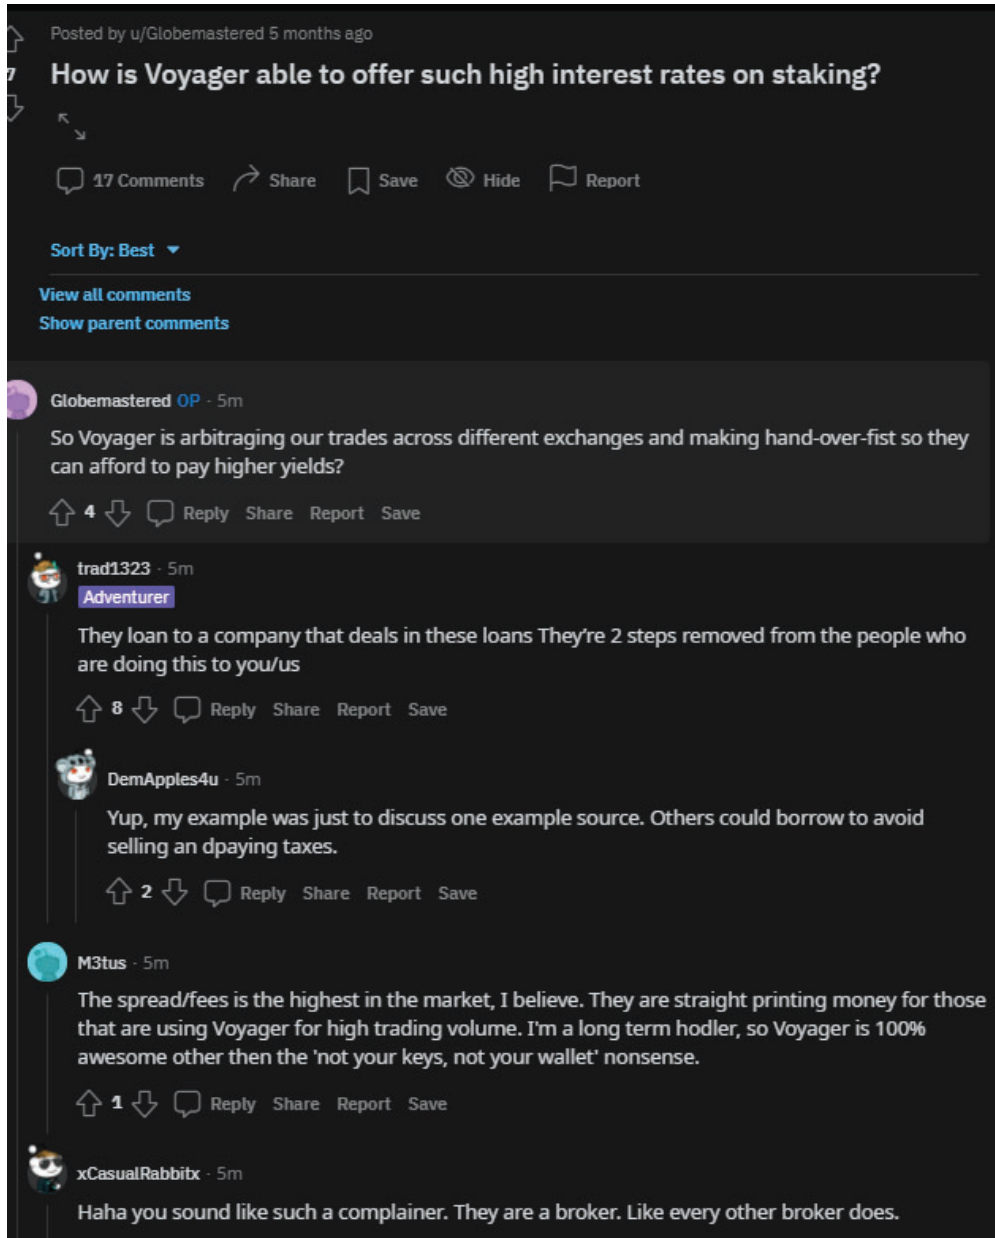 Posted by u/Globemastered 5 months ago
How is Voyager able to offer such high interest rates on staking?
17 Comments Share Save Hide Report
Sort By: Best
View all comments
Show parent comments
Globemastered OP · 5m
So Voyager is arbitraging our trades across different exchanges and making hand-over-fist so they
can afford to pay higher yields?
4 Reply Share Report Save
trad1323 · 5m
Adventurer
They loan to a company that deals in these loans They're 2 steps removed from the people who
are doing this to you/us
8 Reply Share Report Save
DemApples4u · 5m
Yup, my example was just to discuss one example source. Others could borrow to avoid
selling an dpaying taxes.
2 Reply Share Report Save
M3tus · 5m
The spread/fees is the highest in the market, I believe. They are straight printing money for those
that are using Voyager for high trading volume. I'm a long term hodler, so Voyager is 100%
awesome other then the 'not your keys, not your wallet' nonsense.
1 Reply Share Report Save
xCasualRabbitx · 5m
Haha you sound like such a complainer. They are a broker. Like every other broker does.